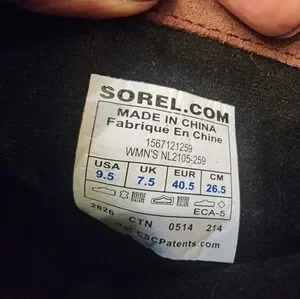 SOREL.COM
MADE IN CHINA
Fabrique En Chine
1567121259
WMN'S NL2105-259
USA UK EUR CM
9.5 7.5 40.5 26.5
ECA-5
2826 CTN 0514 214
CSCPatents.com